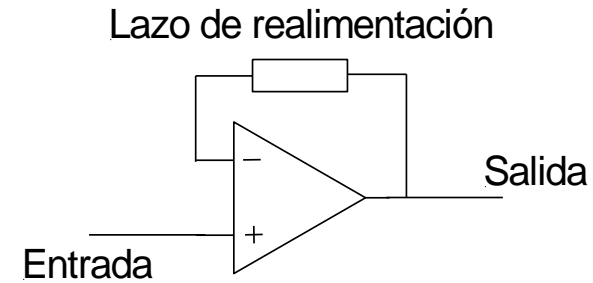 Lazo de realimentación
−
Salida
+
Entrada